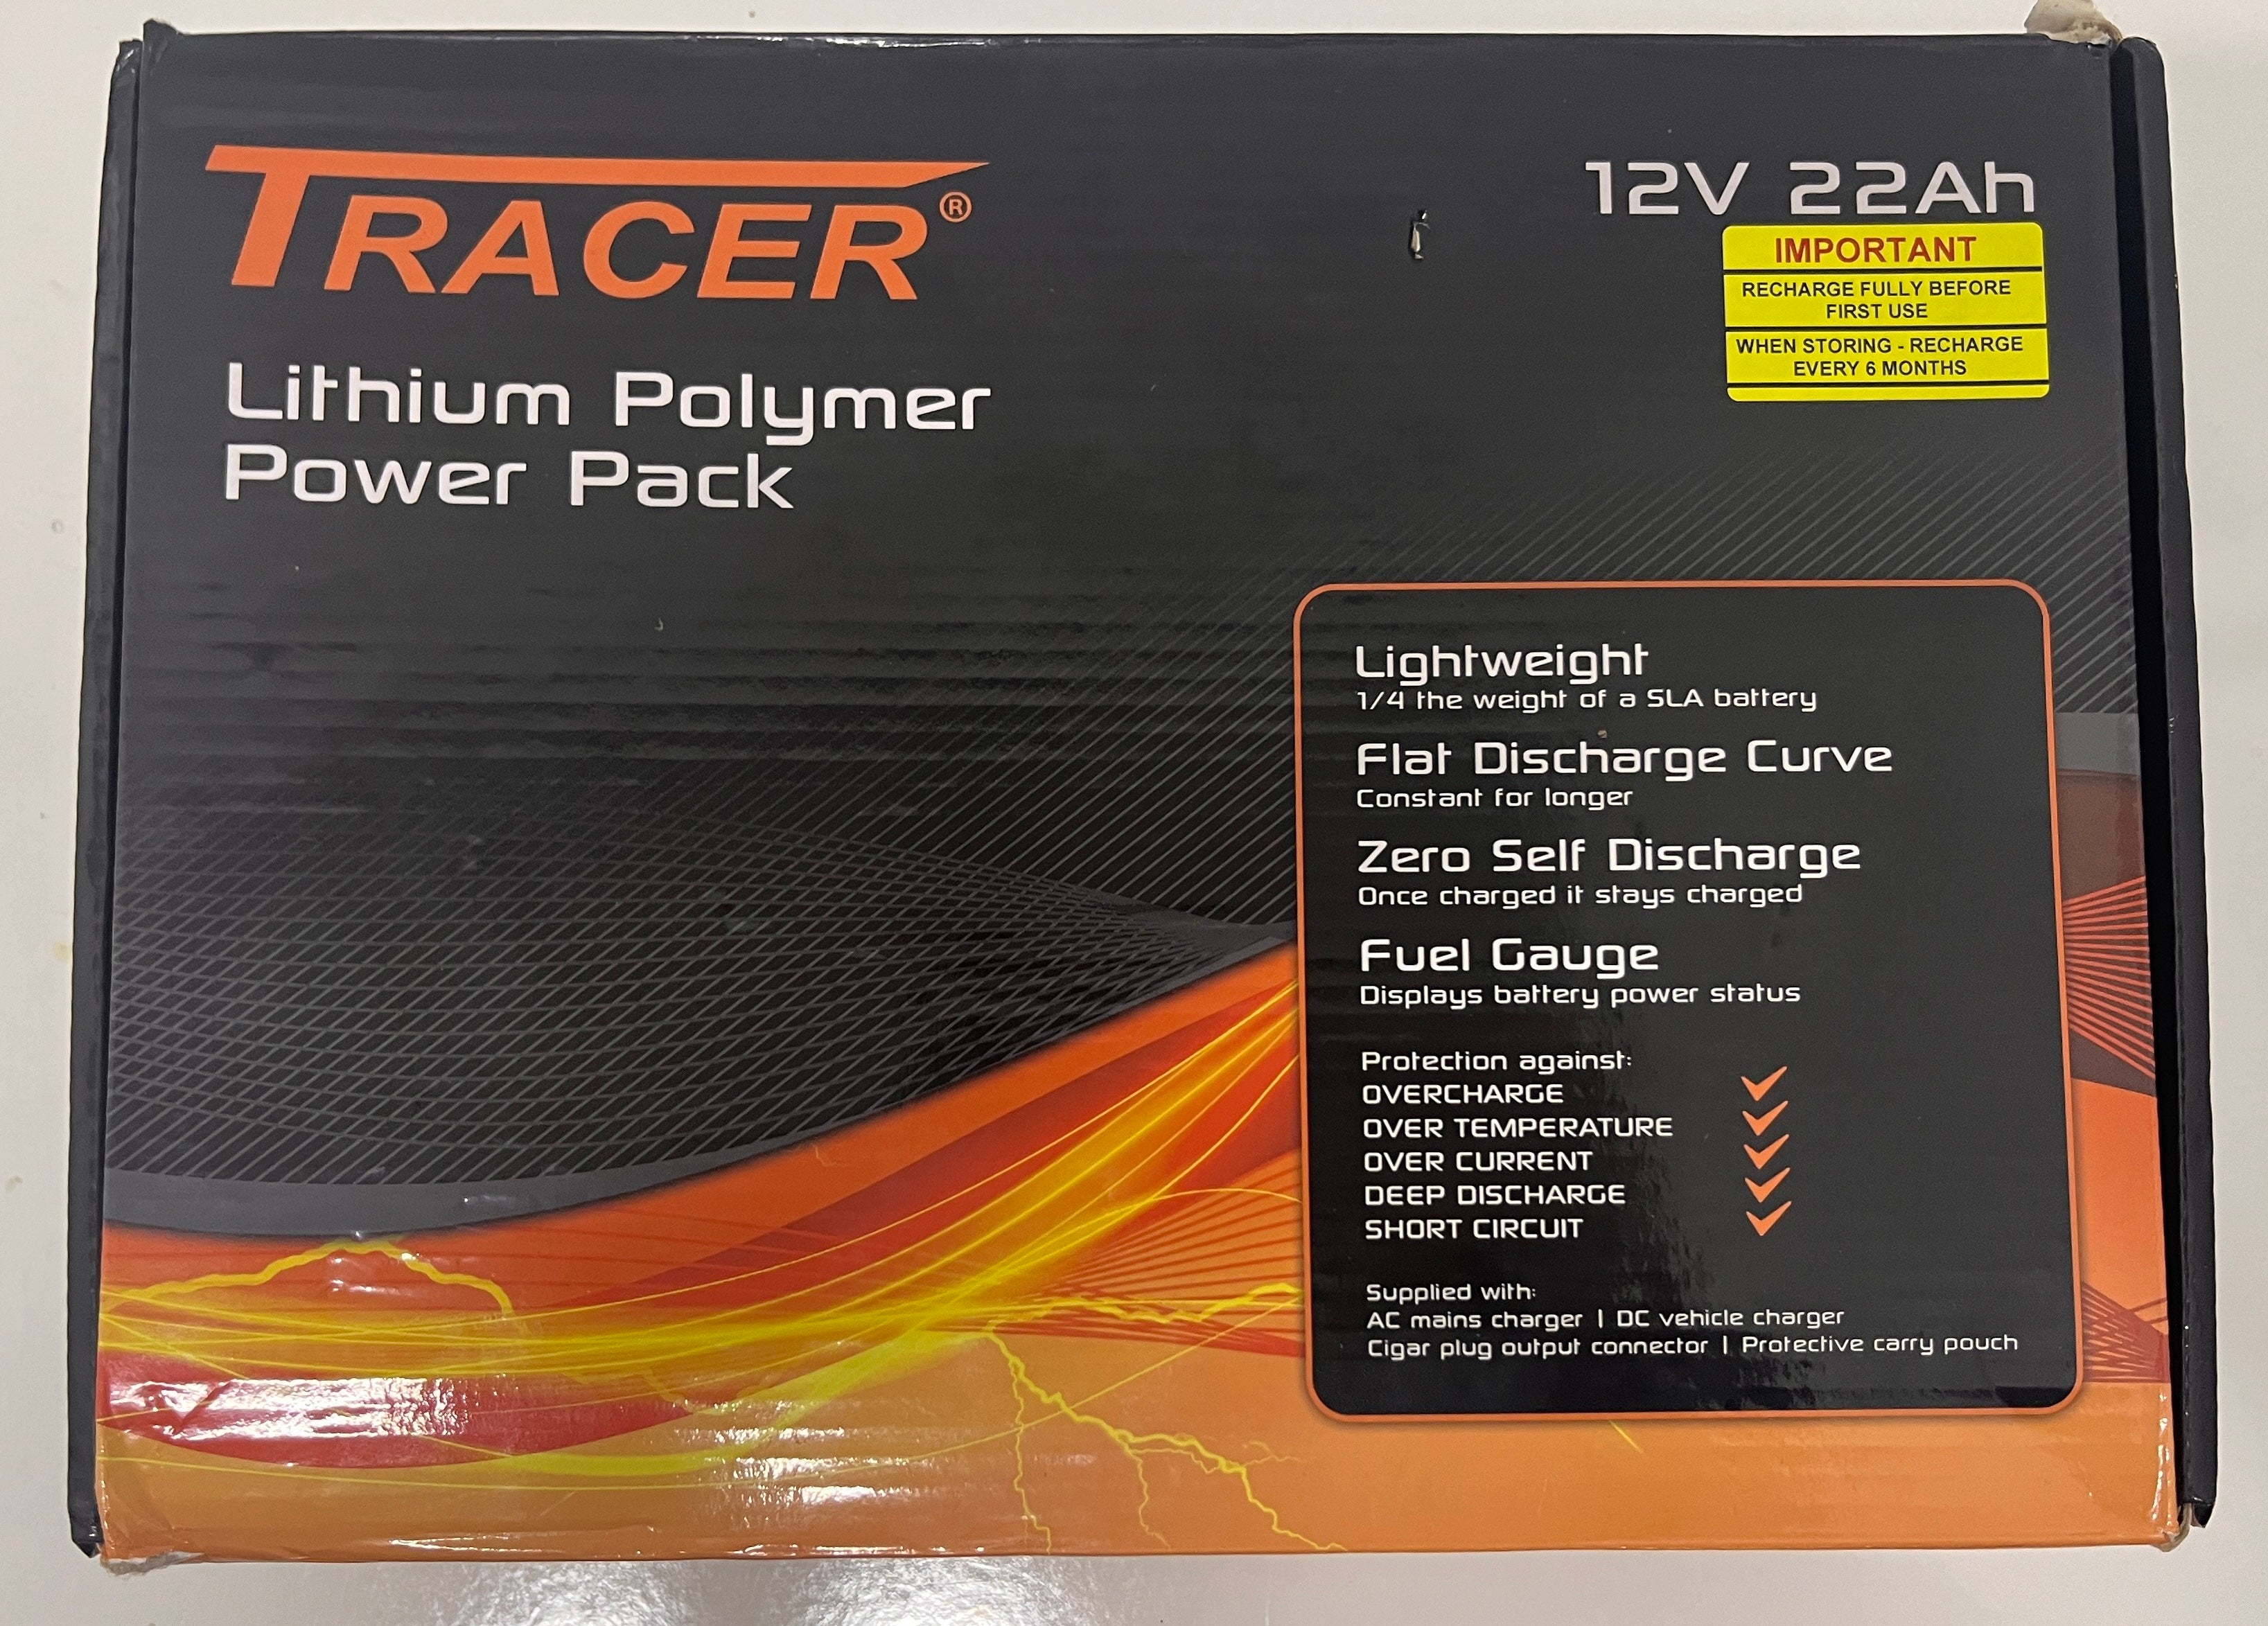 TRACER®
Lithium Polymer
Power Pack
12V 22Ah
IMPORTANT
RECHARGE FULLY BEFORE
FIRST USE
WHEN STORING - RECHARGE
EVERY 6 MONTHS
Lightweight
1/4 the weight of a SLA battery
Flat Discharge Curve
Constant for longer
Zero Self Discharge
Once charged it stays charged
Fuel Gauge
Displays battery power status
Protection against:
OVERCHARGE
OVER TEMPERATURE
OVER CURRENT
DEEP DISCHARGE
SHORT CIRCUIT
Supplied with:
AC mains charger | DC vehicle charger
Cigar plug output connector | Protective carry pouch